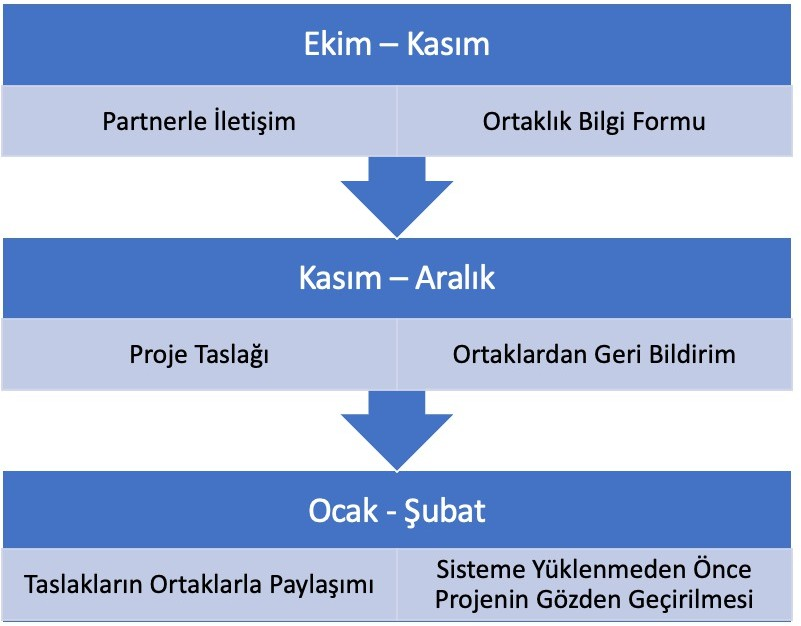 Ekim – Kasım
Partnerle İletişim
Ortaklık Bilgi Formu
Kasım – Aralık
Proje Taslağı
Ortaklardan Geri Bildirim
Ocak - Şubat
Taslakların Ortaklarla Paylaşımı
Sisteme Yüklenmeden Önce
Projenin Gözden Geçirilmesi